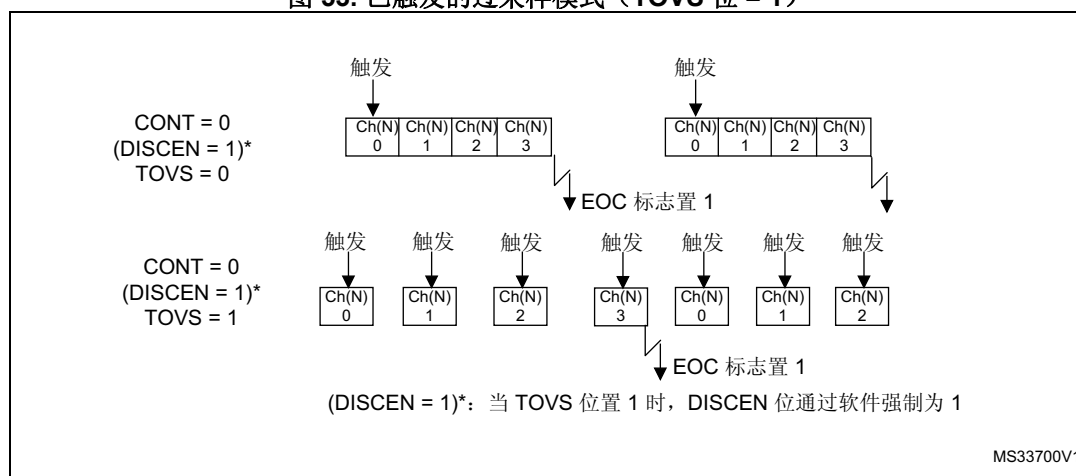 图 55. 已触发的过采样模式（TOVS 位 = 1）
触发 触发
CONT = 0
(DISCEN = 1)*
TOVS = 0
Ch(N) Ch(N) Ch(N) Ch(N)
0 1 2 3
Ch(N) Ch(N) Ch(N) Ch(N)
0 1 2 3
EOC 标志置 1
触发 触发 触发 触发 触发 触发 触发
CONT = 0
(DISCEN = 1)*
TOVS = 1
Ch(N) Ch(N) Ch(N) Ch(N) Ch(N) Ch(N) Ch(N)
0 1 2 3 0 1 2
EOC 标志置 1
(DISCEN = 1)*: 当 TOVS 位置 1 时，DISCEN 位通过软件强制为 1
MS33700V1